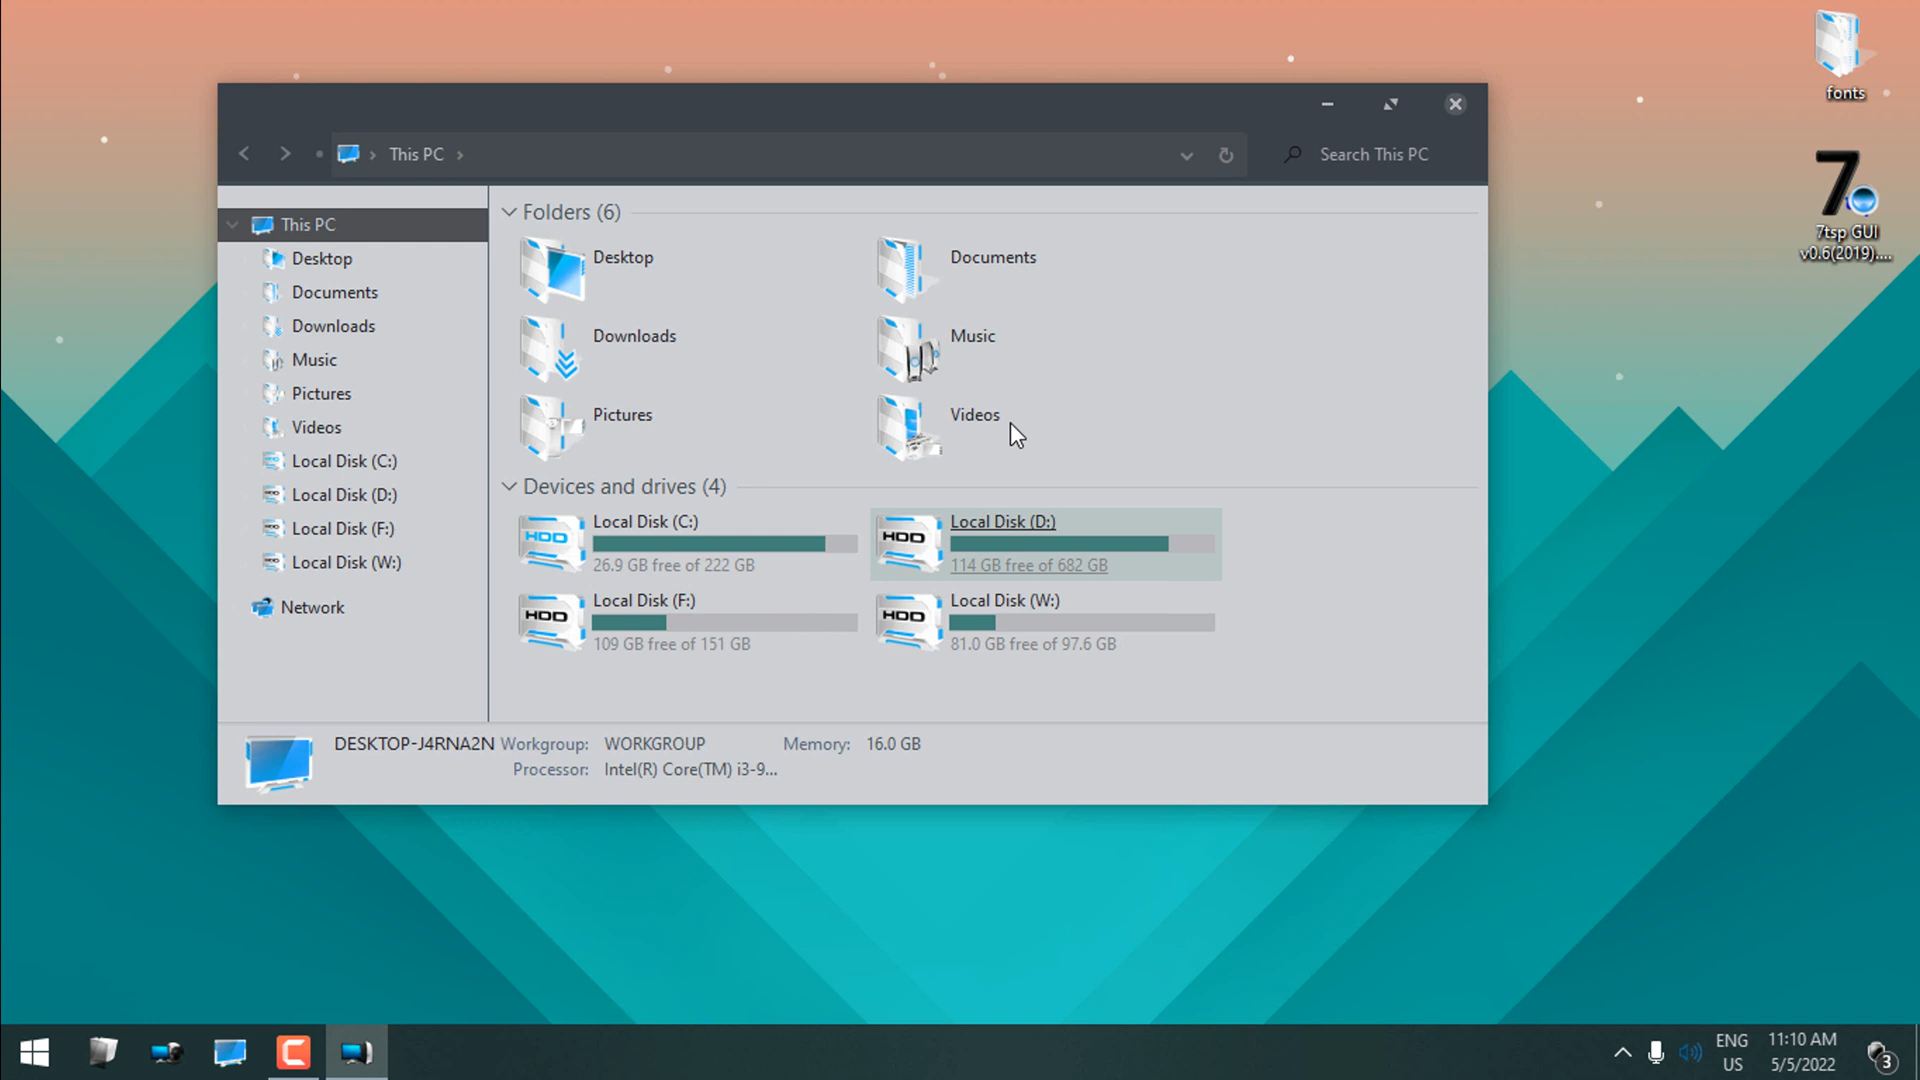 fonts
7
7tsp GUI
v0.6(2019)....
This PC
Search This PC
This PC
Desktop
Documents
Downloads
Music
Pictures
Videos
Local Disk (C:)
Local Disk (D:)
Local Disk (F:)
Local Disk (W:)
Network
Folders (6)
Desktop
Documents
Downloads
Music
Pictures
Videos
Devices and drives (4)
HDD
Local Disk (C:)
26.9 GB free of 222 GB
HDD
Local Disk (D:)
114 GB free of 682 GB
HDD
Local Disk (F:)
109 GB free of 151 GB
HDD
Local Disk (W:)
81.0 GB free of 97.6 GB
DESKTOP-J4RNA2N Workgroup: WORKGROUP Memory: 16.0 GB
Processor: Intel(R) Core(TM) i3-9...
ENG
US
11:10 AM
5/5/2022
3